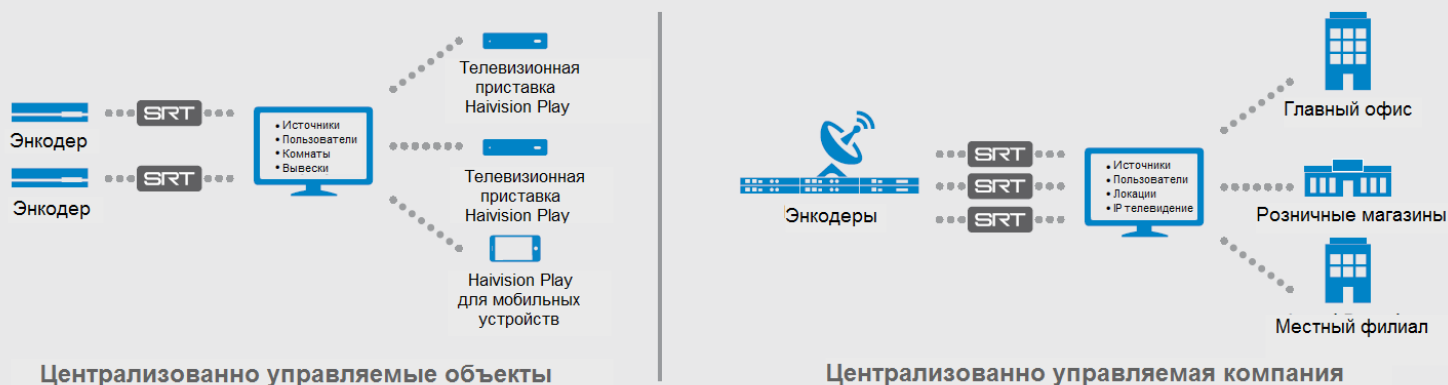 Энкодер
SRT
Энкодер
SRT
• Источники
• Пользователи
• Комнаты
• Вывески
Телевизионная
приставка
Haivision Play
Телевизионная
приставка
Haivision Play
Haivision Play
для мобильных
устройств
Централизованно управляемые объекты
Энкодеры
SRT
SRT
SRT
• Источники
• Пользователи
• Локации
• IP телевидение
Главный офис
Розничные магазины
Местный филиал
Централизованно управляемая компания